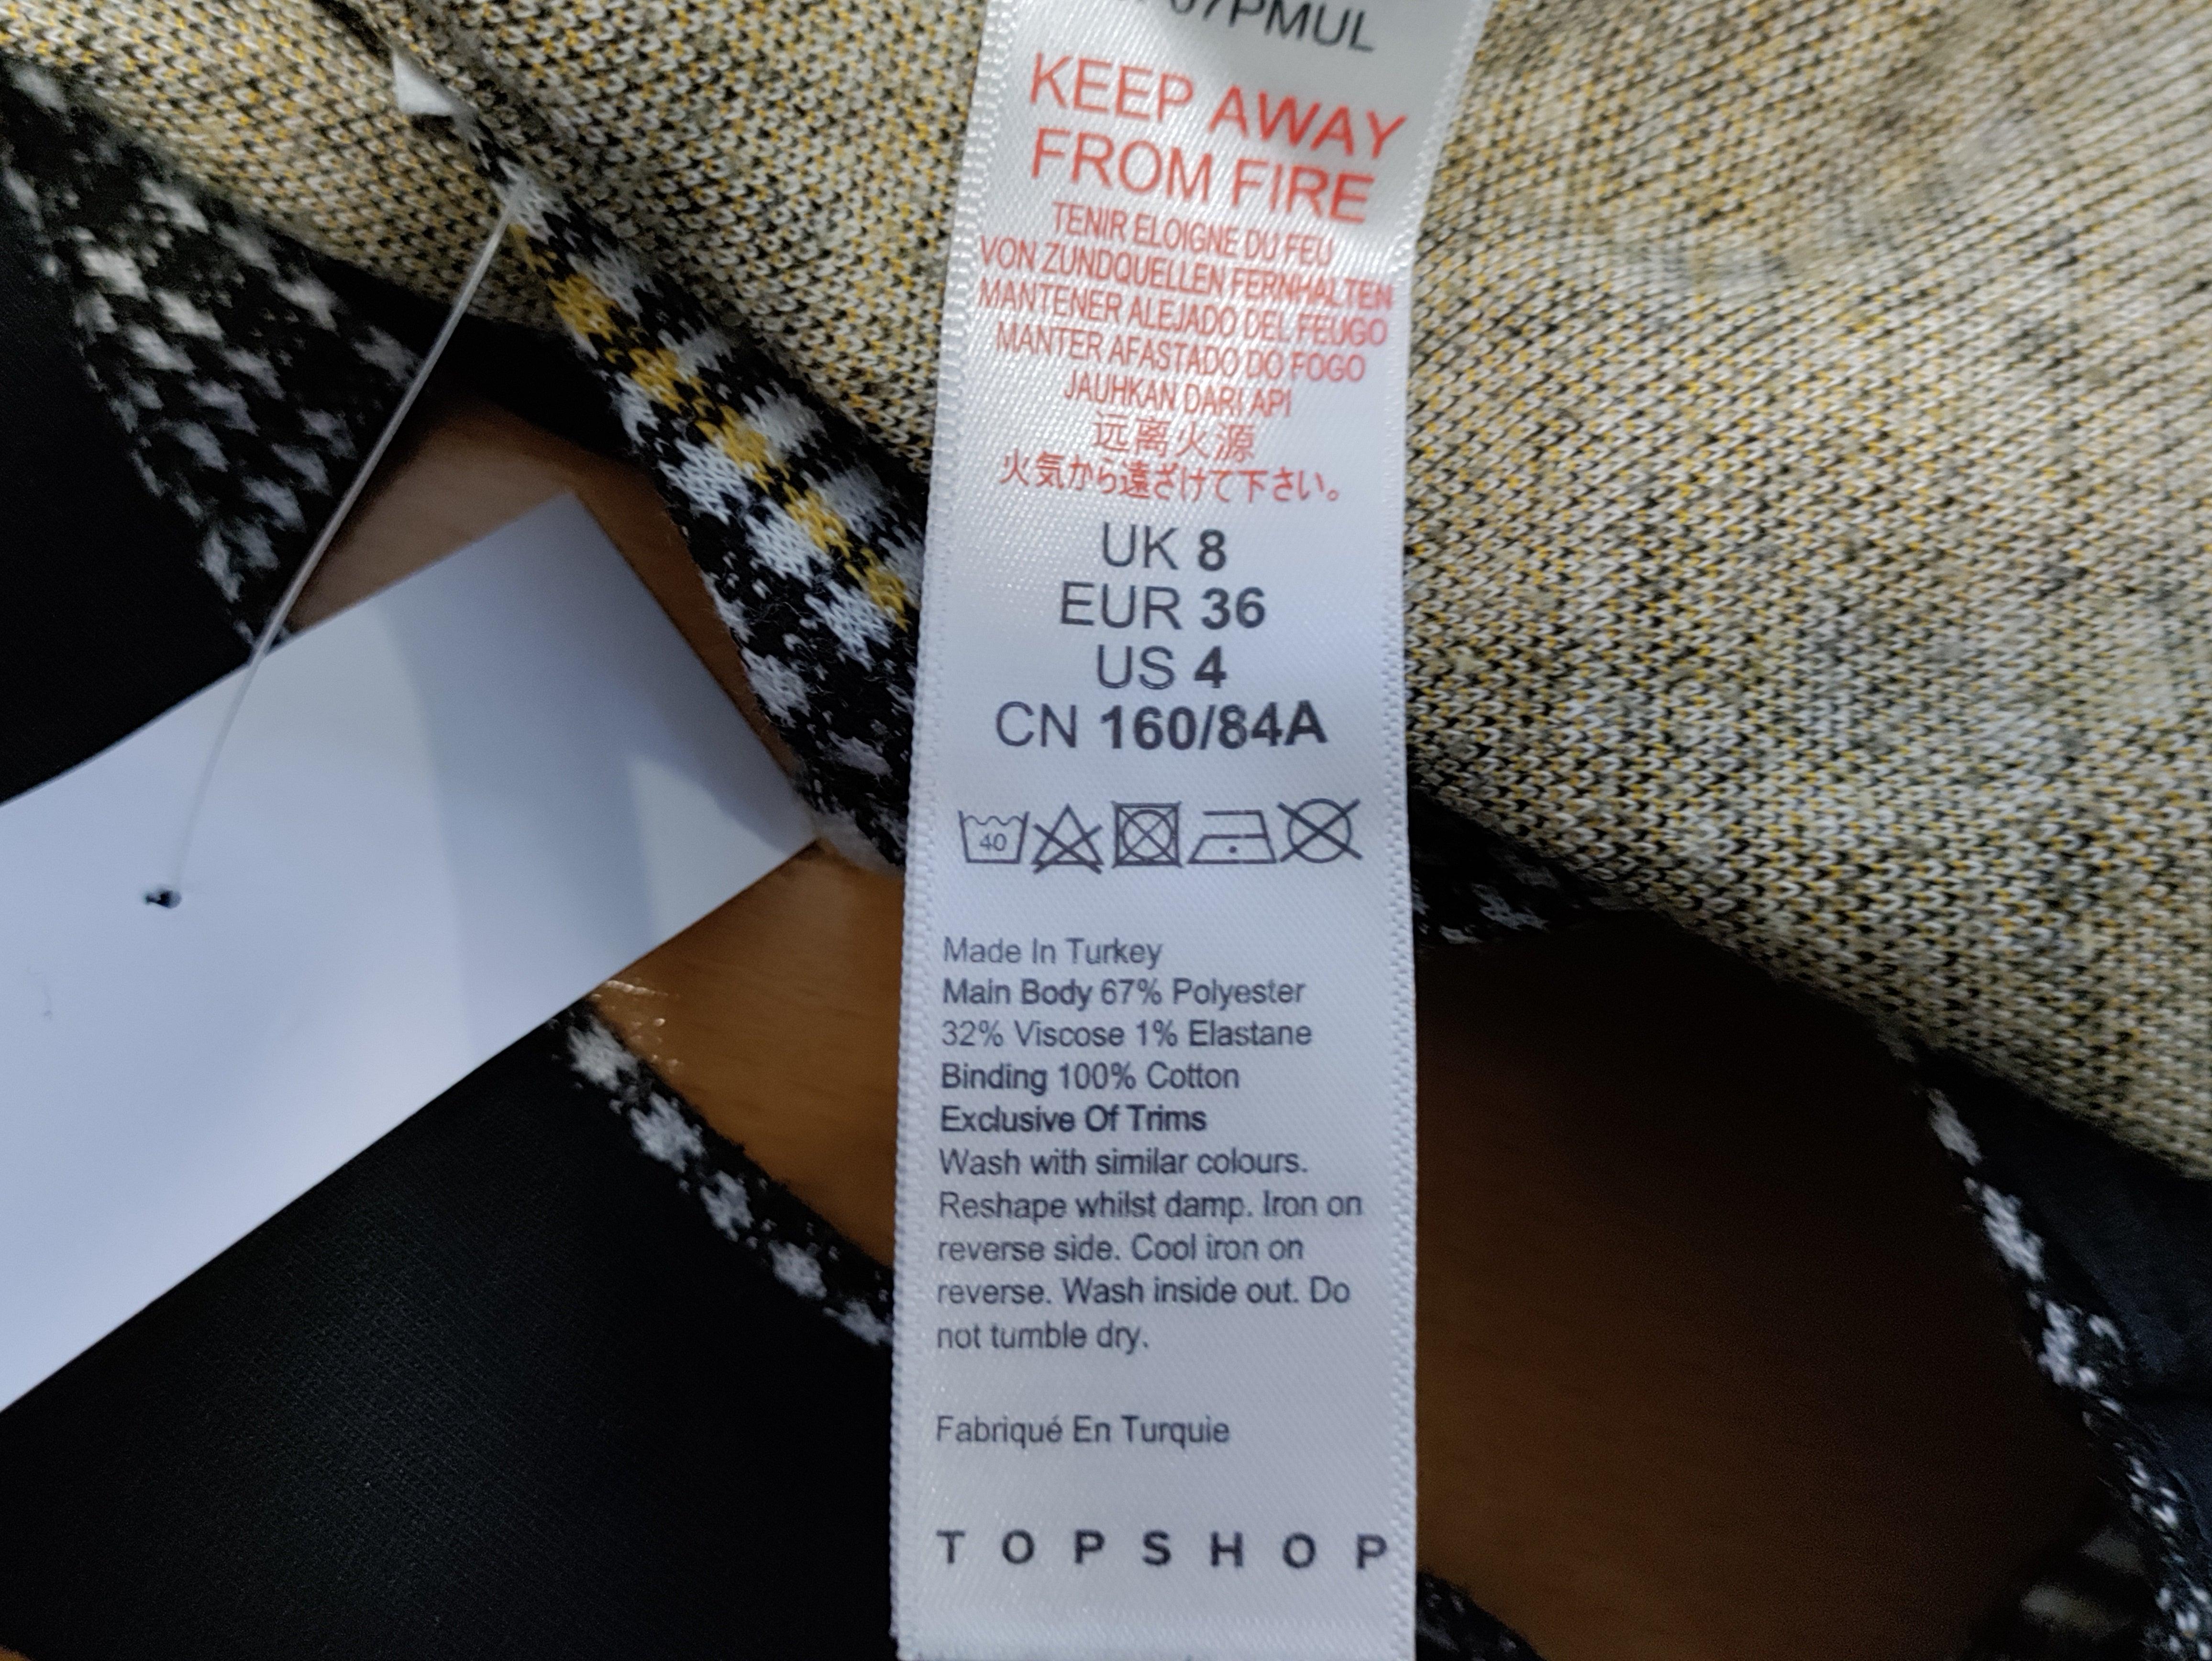 KEEP AWAY
FROM FIRE
TENIR ELOIGNE DU FEU
VON ZUNDQUELLEN FERNHALTEN
MANTENER ALEJADO DEL FEUGO
MANTER AFASTADO DO FOGO
JAUHKAN DARI API
远离火源
火気から遠ざけて下さい。
UK 8
EUR 36
US 4
CN 160/84A
40
Made In Turkey
Main Body 67% Polyester
32% Viscose 1% Elastane
Binding 100% Cotton
Exclusive Of Trims
Wash with similar colours.
Reshape whilst damp. Iron on
reverse side. Cool iron on
reverse. Wash inside out. Do
not tumble dry.
Fabriqué En Turquie
TOPSHOP